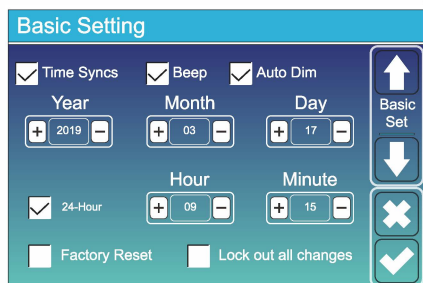 Basic Setting
Time Syncs Beep Auto Dim
Year Month Day
+ 2019 − + 03 − + 17 −
Basic
Set
Hour Minute
24-Hour + 09 − + 15 −
Factory Reset Lock out all changes